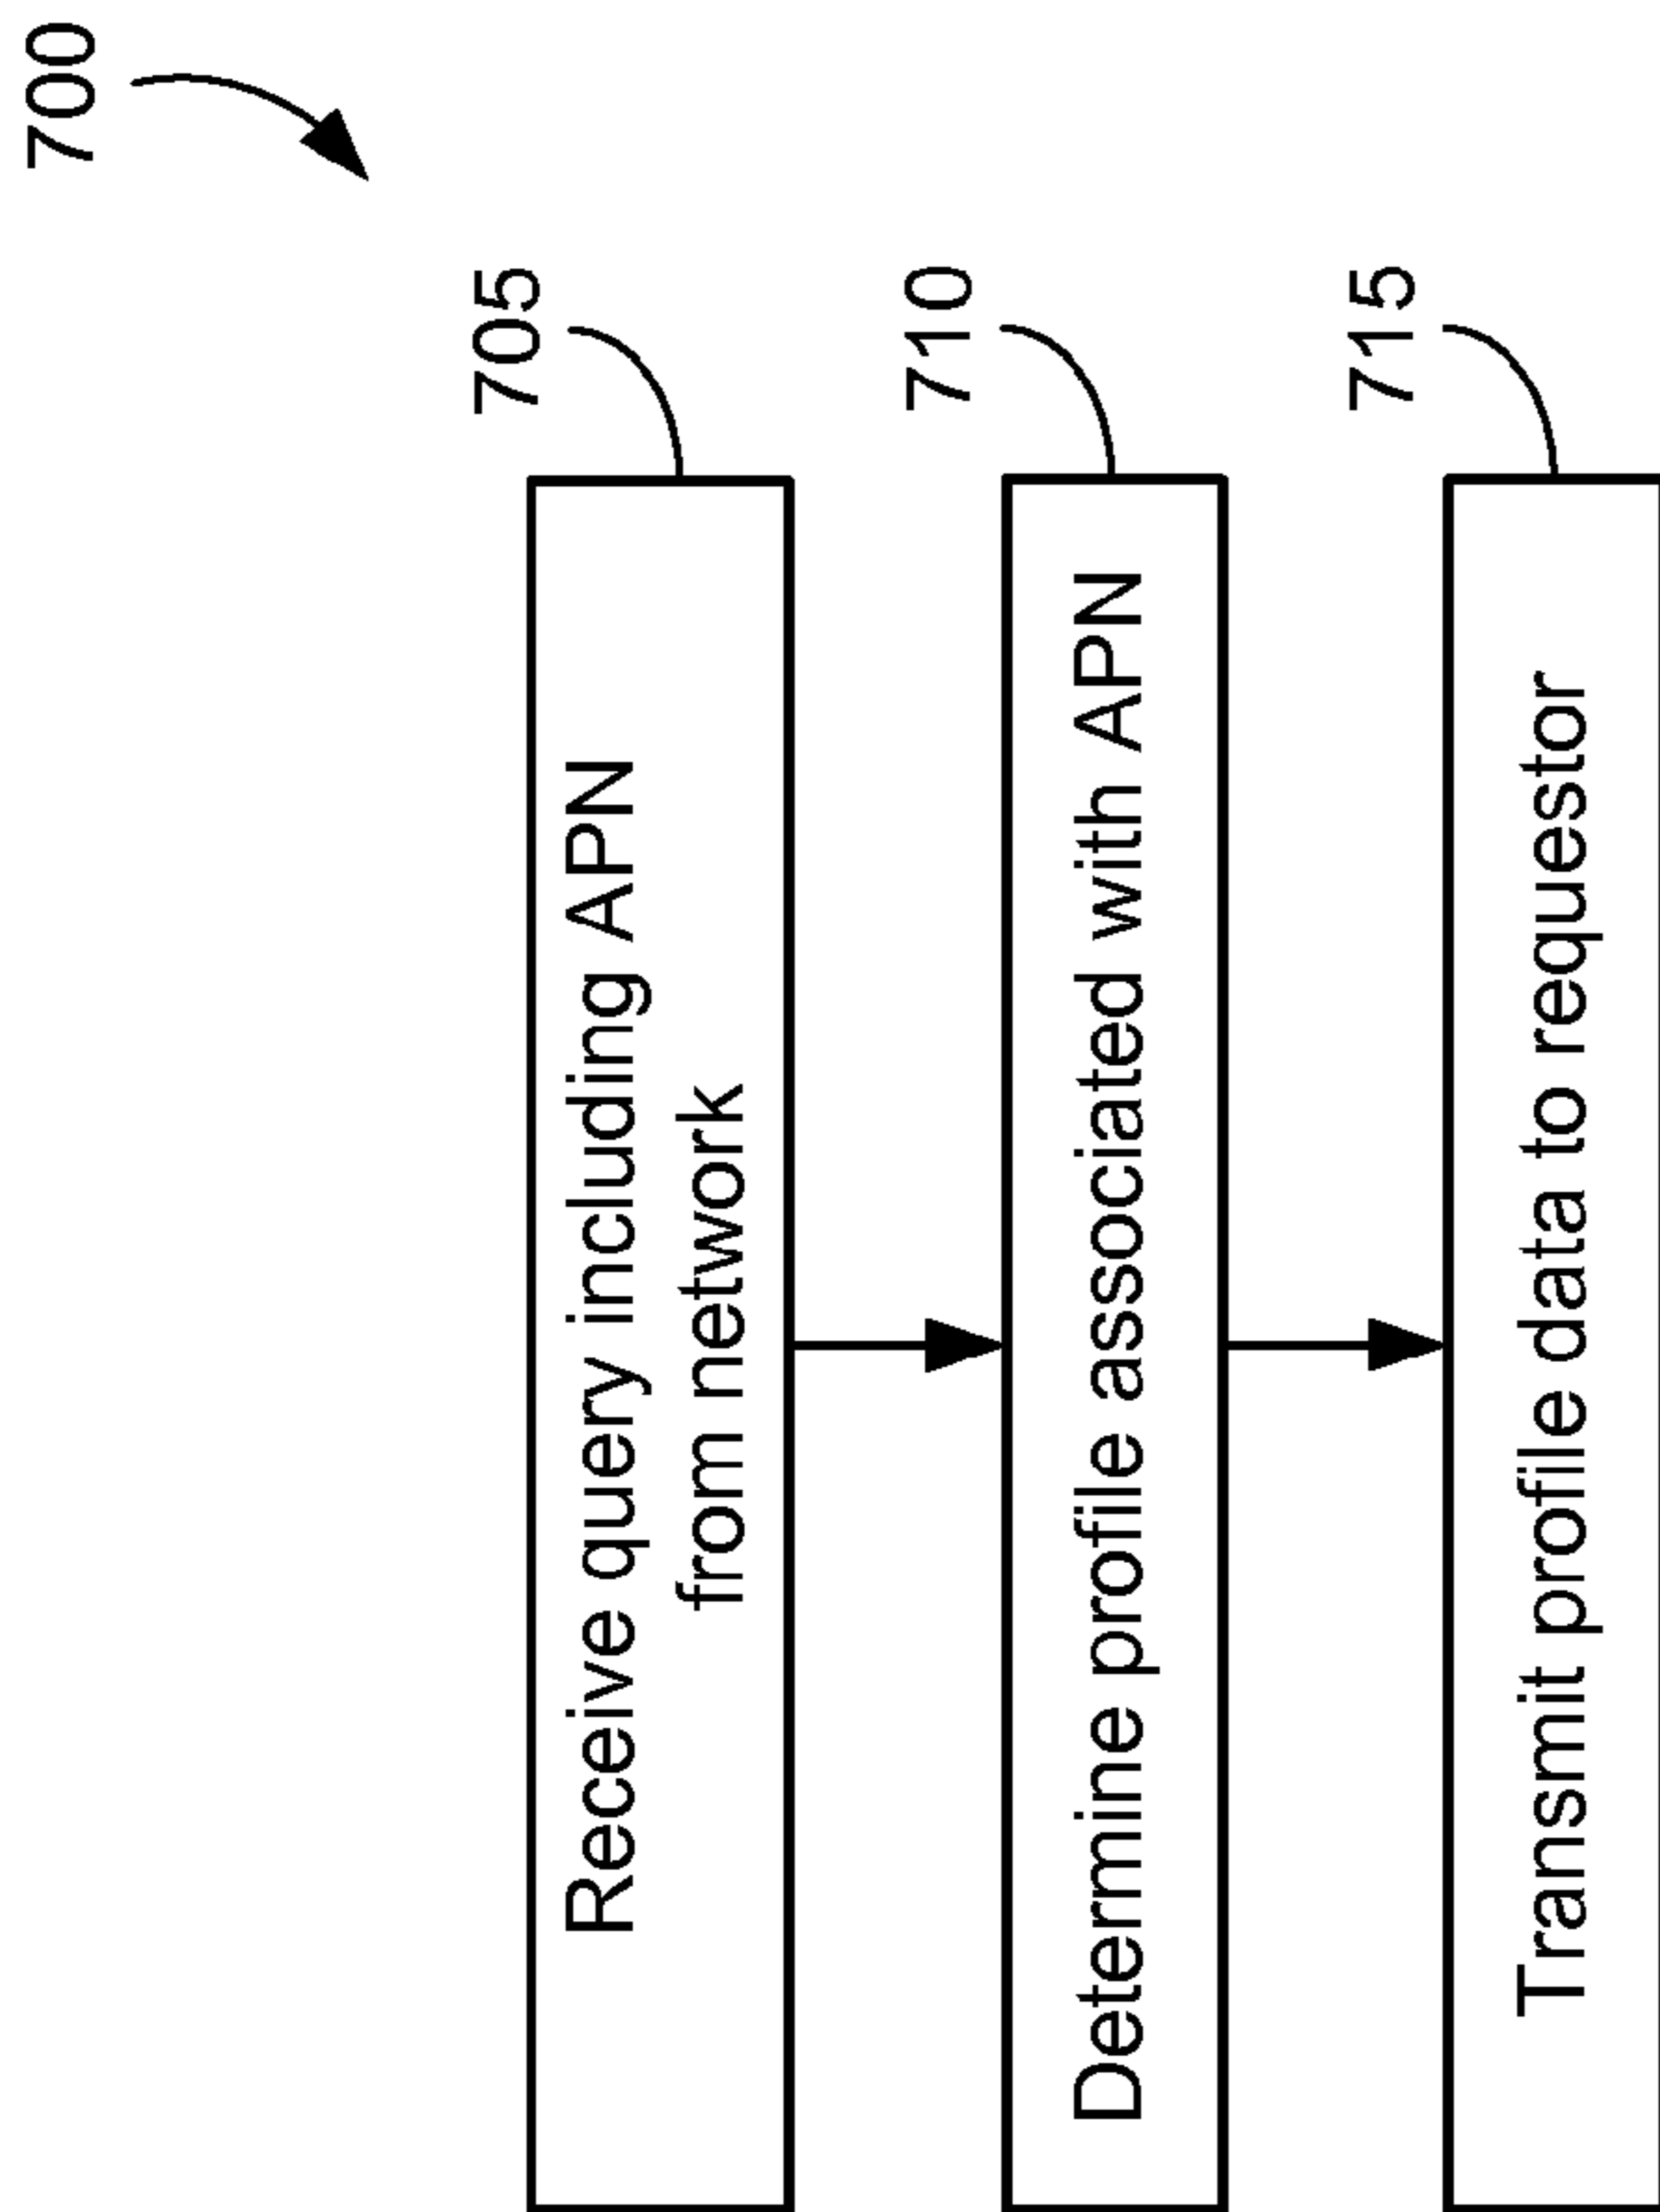 700
705
Receive query including APN
from network
710
Determine profile associated with APN
715
Transmit profile data to requestor